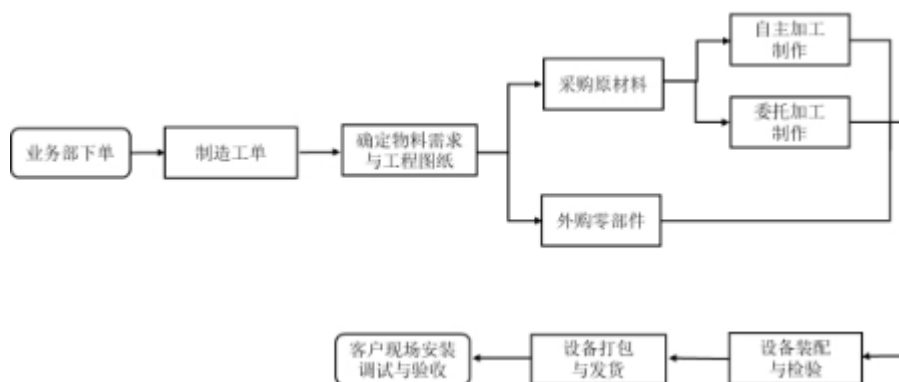 自主加工
制作
采购原材料
委托加工
制作
业务部下单
制造工单
确定物料需求
与工程图纸
外购零部件
客户现场安装
调试与验收
设备打包
与发货
设备装配
与检验